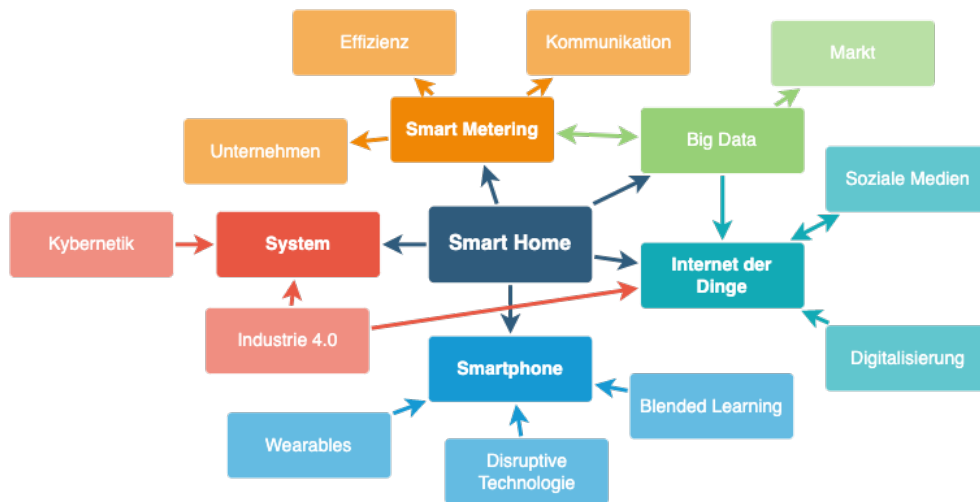 Effizienz
Kommunikation
Markt
Smart Metering
Big Data
Unternehmen
Soziale Medien
Kybernetik
System
Smart Home
Internet der
Dinge
Industrie 4.0
Digitalisierung
Smartphone
Blended Learning
Wearables
Disruptive
Technologie